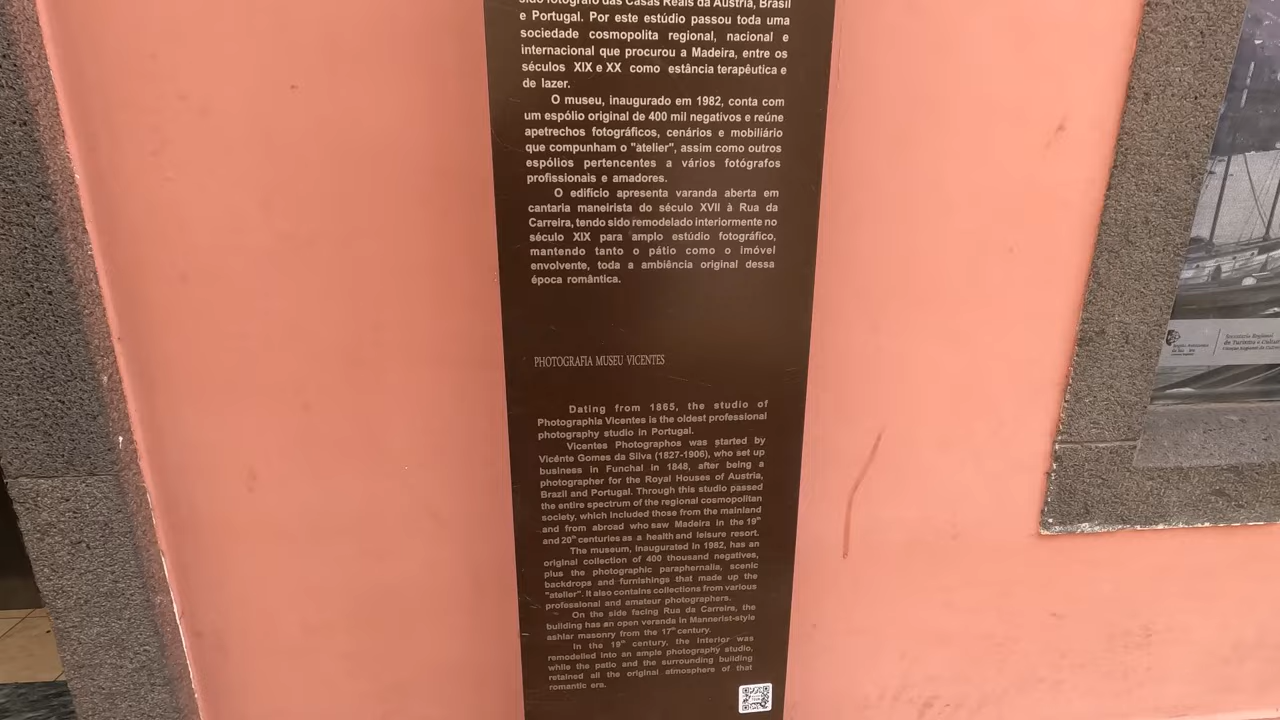 sido fotógrafo das Casas Reais da Áustria, Brasil
e Portugal. Por este estúdio passou toda uma
sociedade cosmopolita regional, nacional e
internacional que procurou a Madeira, entre os
séculos XIX e XX como estância terapêutica e
de lazer.
O museu, inaugurado em 1982, conta com
um espólio original de 400 mil negativos e reúne
apetrechos fotográficos, cenários e mobiliário
que compunham o "atelier", assim como outros
espólios pertencentes a vários fotógrafos
profissionais e amadores.
O edifício apresenta varanda aberta em
cantaria maneirista do século XVII à Rua da
Carreira, tendo sido remodelado interiormente no
século XIX para amplo estúdio fotográfico,
mantendo tanto o pátio como o imóvel
envolvente, toda a ambiência original dessa
época romântica.
PHOTOGRAFIA MUSEU VICENTES
Dating from 1865, the studio of
Photographia Vicentes is the oldest professional
photography studio in Portugal.
Vicentes Photographos was started by
Vicente Gomes da Silva (1827-1906), who set up
business in Funchal in 1848, after being a
photographer for the Royal Houses of Austria,
Brazil and Portugal. Through this studio passed
the entire spectrum of the regional cosmopolitan
society, which included those from the mainland
and from abroad who saw Madeira in the 19th
and 20th centuries as a health and leisure resort.
The museum, inaugurated in 1982, has an
original collection of 400 thousand negatives,
plus the photographic paraphernalia, scenic
backdrops and furnishings that made up the
"atelier". It also contains collections from various
professional and amateur photographers.
On the side facing Rua da Carreira, the
building has an open veranda in Mannerist-style
ashlar masonry from the 17th century.
In the 19th century, the interior was
remodelled into an ample photography studio,
while the patio and the surrounding building
retained all the original atmosphere of that
romantic era.
Regional
de Turismo e Cultura